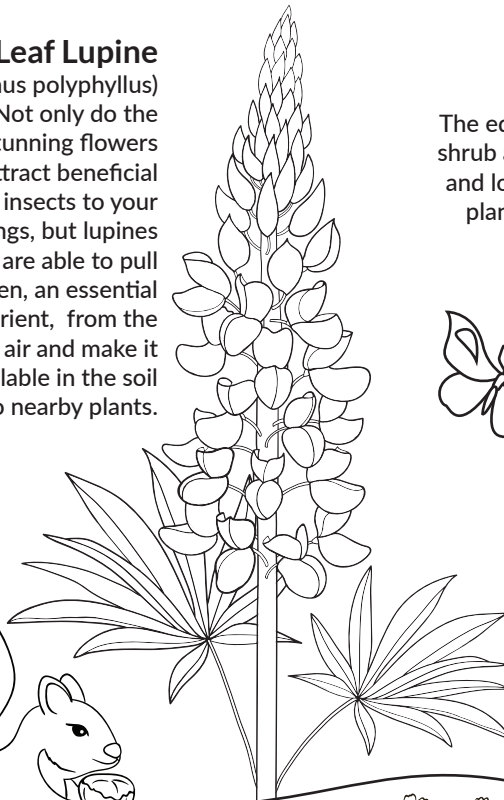 Leaf Lupine
us polyphyllus)
Not only do the
tunning flowers
ttract beneficial
insects to your
ngs, but lupines
are able to pull
en, an essential
rient, from the
air and make it
lable in the soil
o nearby plants.
The ec
shrub
and lo
plan